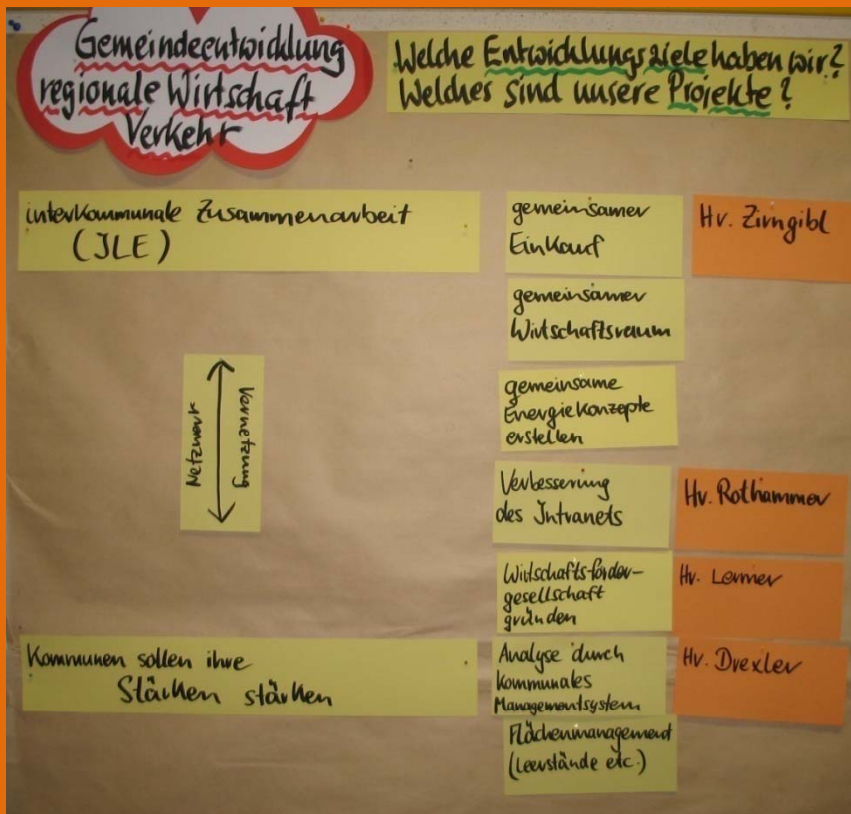 Gemeindeentwicklung
regionale Wirtschaft
Verkehr
Welche Entwicklungsziele haben wir?
Welches sind unsere Projekte?
interkommunale Zusammenarbeit
(JLE)
gemeinsamer
Einkauf
Hr. Zirngibl
gemeinsamer
Wirtschaftsraum
gemeinsame
Energiekonzepte
erstellen
Netzwerk
Vernetzung
Verbesserung
des Intranets
Hr. Rothammer
Wirtschaftsförder-
gesellschaft
gründen
Hr.
Kommunen sollen ihre
Stärken stärken
Analyse durch
Kommunales
Managementsystem
Hr. Drexler
Flächenmanagement
(Leerstände etc.)